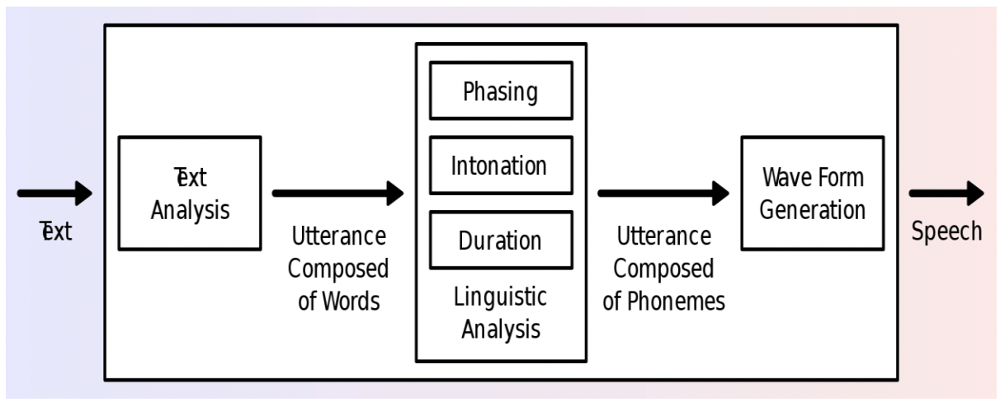 Text
Text
Analysis
Utterance
Composed
of Words
Phasing
Intonation
Duration
Linguistic
Analysis
Utterance
Composed
of Phonemes
Wave Form
Generation
Speech